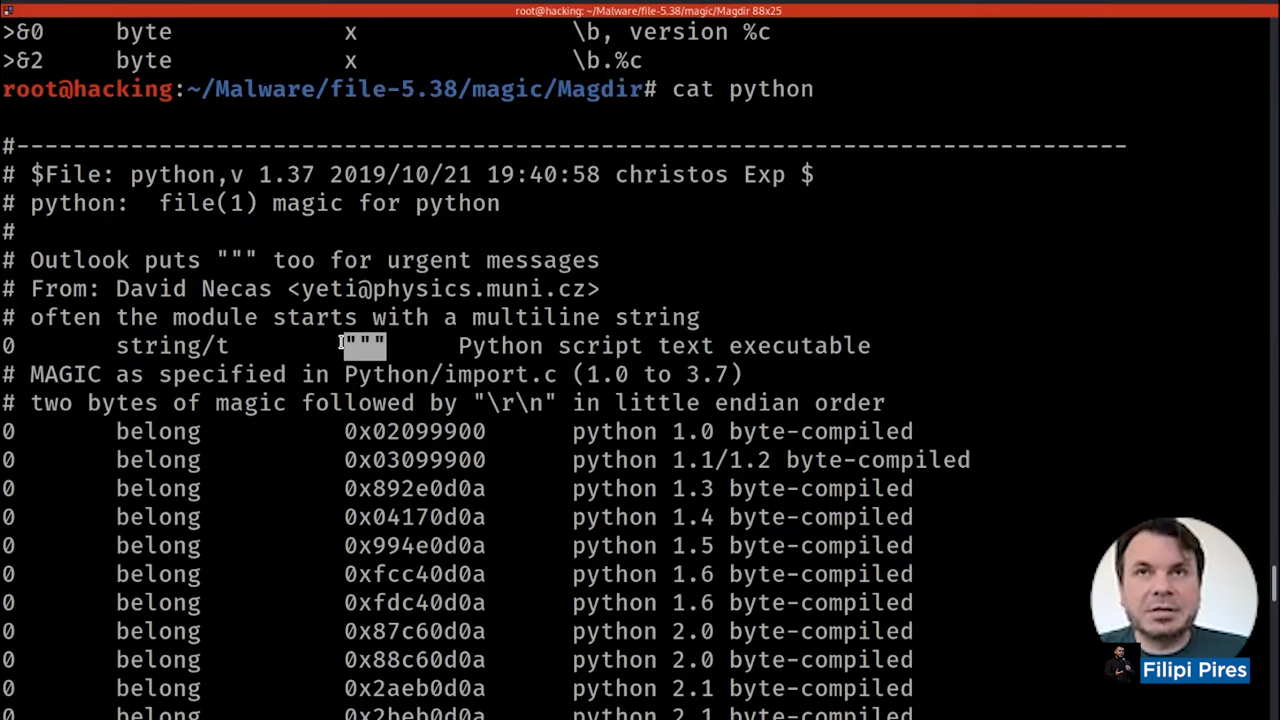 root@hacking: ~/Malware/file-5.38/magic/Magdir 88x25
>&0 byte x \b, version %c
>&2 byte x \b.%c
root@hacking:~/Malware/file-5.38/magic/Magdir# cat python
#------------------------------------------------------------------------------
# $File: python,v 1.37 2019/10/21 19:40:58 christos Exp $
# python:  file(1) magic for python
#
# Outlook puts """ too for urgent messages
# From: David Necas <yeti@physics.muni.cz>
# often the module starts with a multiline string
0 string/t """ Python script text executable
# MAGIC as specified in Python/import.c (1.0 to 3.7)
# two bytes of magic followed by "\r\n" in little endian order
0 belong 0x02099900 python 1.0 byte-compiled
0 belong 0x03099900 python 1.1/1.2 byte-compiled
0 belong 0x892e0d0a python 1.3 byte-compiled
0 belong 0x04170d0a python 1.4 byte-compiled
0 belong 0x994e0d0a python 1.5 byte-compiled
0 belong 0xfcc40d0a python 1.6 byte-compiled
0 belong 0xfdc40d0a python 1.6 byte-compiled
0 belong 0x87c60d0a python 2.0 byte-compiled
0 belong 0x88c60d0a python 2.0 byte-compiled
0 belong 0x2aeb0d0a python 2.1 byte-compiled
0 belong 0x2beb0d0a python 2.1 byte-compiled
Filipi Pires